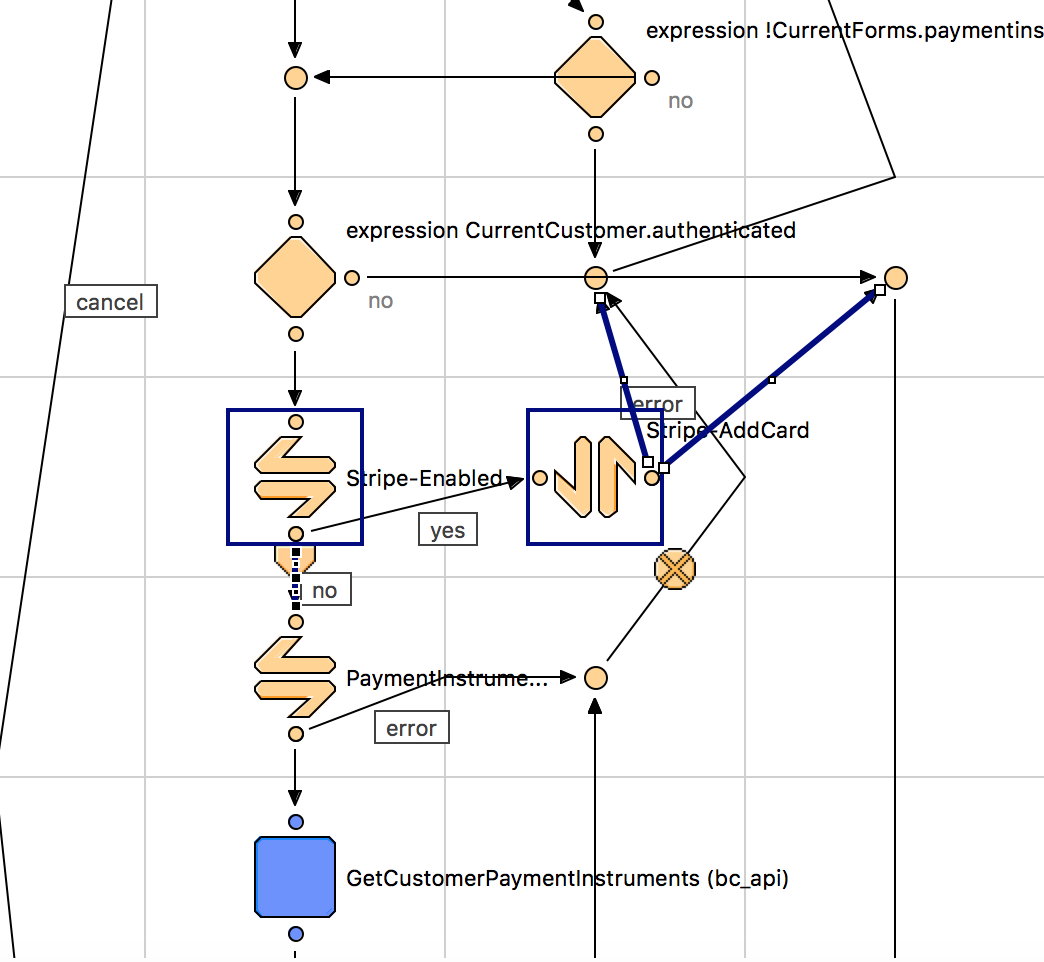 expression !CurrentForms.paymentins
no
expression CurrentCustomer.authenticated
no
cancel
error
Stripe-AddCard
Stripe-Enabled
yes
no
PaymentInstrume...
error
GetCustomerPaymentInstruments (bc_api)